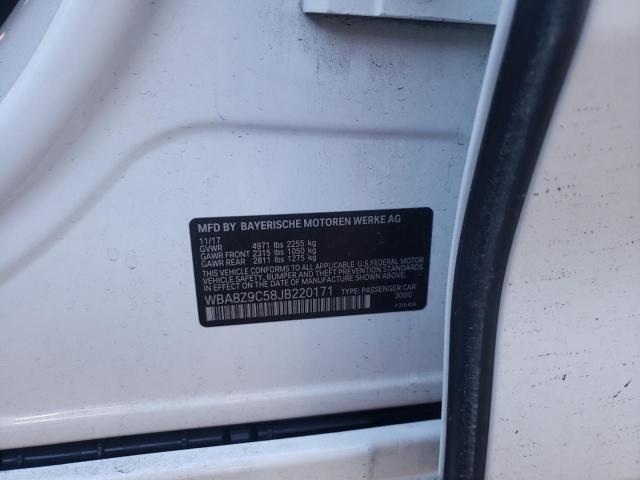 MFD BY BAYERISCHE MOTOREN WERKE AG
11/17
GVWR 4971 lbs 2255 kg
GAWR FRONT 2315 lbs 1050 kg
GAWR REAR 2811 lbs 1275 kg
THIS VEHICLE CONFORMS TO ALL APPLICABLE U.S. FEDERAL MOTOR
VEHICLE SAFETY, BUMPER AND THEFT PREVENTION STANDARDS
IN EFFECT ON THE DATE OF MANUFACTURE SHOWN ABOVE
WBA8Z9C58JB220171 TYPE: PASSENGER CAR
300/0